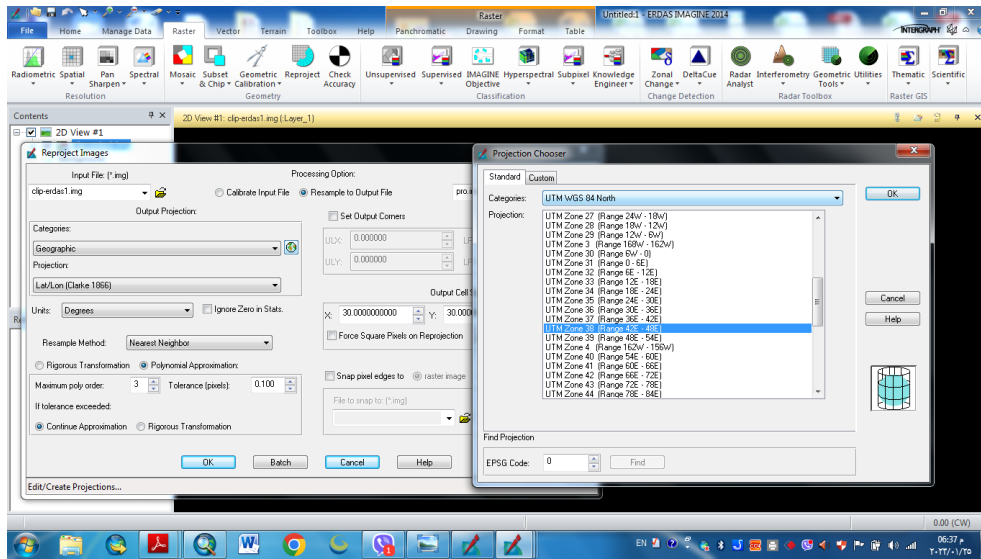 Raster
Untitled:1 - ERDAS IMAGINE 2014
File Home Manage Data Raster Vector Terrain Toolbox Help Panchromatic Drawing Format Table
INTERGRAPH
Radiometric Spatial Pan Sharpen Spectral Mosaic Subset & Chip Geometric Calibration Reproject Check Accuracy Unsupervised Supervised IMAGINE Objective Hyperspectral Subpixel Knowledge Engineer Zonal Change DeltaCue Radar Analyst Interferometry Geometric Tools Utilities Thematic Scientific
Resolution Geometry Classification Change Detection Radar Toolbox Raster GIS
Contents
2D View #1: clip-erdas1.img (:Layer_1)
2D View #1
Reproject Images
Input File: (*.img)
Processing Option:
clip-erdas1.img
Calibrate Input File
Resample to Output File
Output Projection:
Categories:
Geographic
Projection:
Lat/Lon (Clarke 1866)
Units: Degrees
Ignore Zero in Stats.
Resample Method: Nearest Neighbor
Rigorous Transformation
Polynomial Approximation:
Maximum poly order: 3
Tolerance (pixels): 0.100
If tolerance exceeded:
Continue Approximation
Rigorous Transformation
Set Output Corners
ULX: 0.000000
ULY: 0.000000
X: 30.0000000000 Y:
Force Square Pixels on Reprojection
Snap pixel edges to
raster image
File to snap to: (*.img)
OK Batch Cancel Help
Edit/Create Projections...
Projection Chooser
Standard Custom
Categories: UTM WGS 84 North
Projection:
UTM Zone 27 (Range 24W - 18W)
UTM Zone 28 (Range 18W - 12W)
UTM Zone 29 (Range 12W - 6W)
UTM Zone 3 (Range 168W - 162W)
UTM Zone 30 (Range 6W - 0)
UTM Zone 31 (Range 0 - 6E)
UTM Zone 32 (Range 6E - 12E)
UTM Zone 33 (Range 12E - 18E)
UTM Zone 34 (Range 18E - 24E)
UTM Zone 35 (Range 24E - 30E)
UTM Zone 36 (Range 30E - 36E)
UTM Zone 37 (Range 36E - 42E)
UTM Zone 38 (Range 42E - 48E)
UTM Zone 39 (Range 48E - 54E)
UTM Zone 4 (Range 162W - 156W)
UTM Zone 40 (Range 54E - 60E)
UTM Zone 41 (Range 60E - 66E)
UTM Zone 42 (Range 66E - 72E)
UTM Zone 43 (Range 72E - 78E)
UTM Zone 44 (Range 78E - 84E)
OK
Cancel
Help
Find Projection
EPSG Code: 0 Find
0.00 (CW)
EN
06:37 م
٢٠٢٢/٠١/٢٥